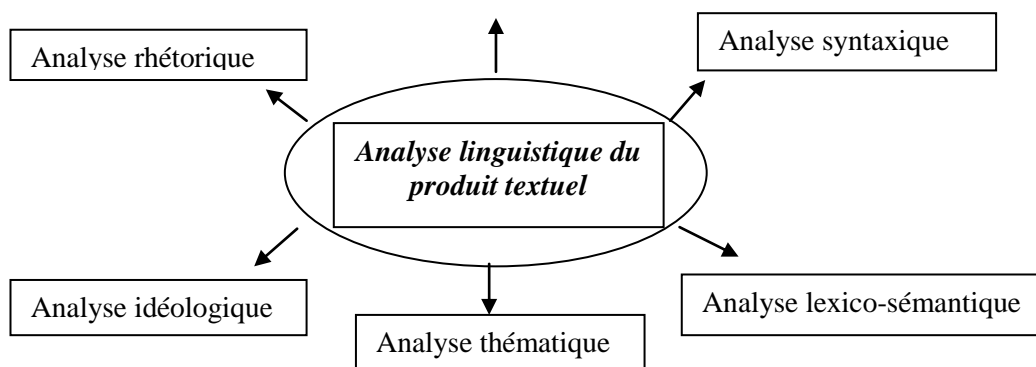 Analyse rhétorique
Analyse syntaxique
Analyse linguistique du
produit textuel
Analyse idéologique
Analyse thématique
Analyse lexico-sémantique